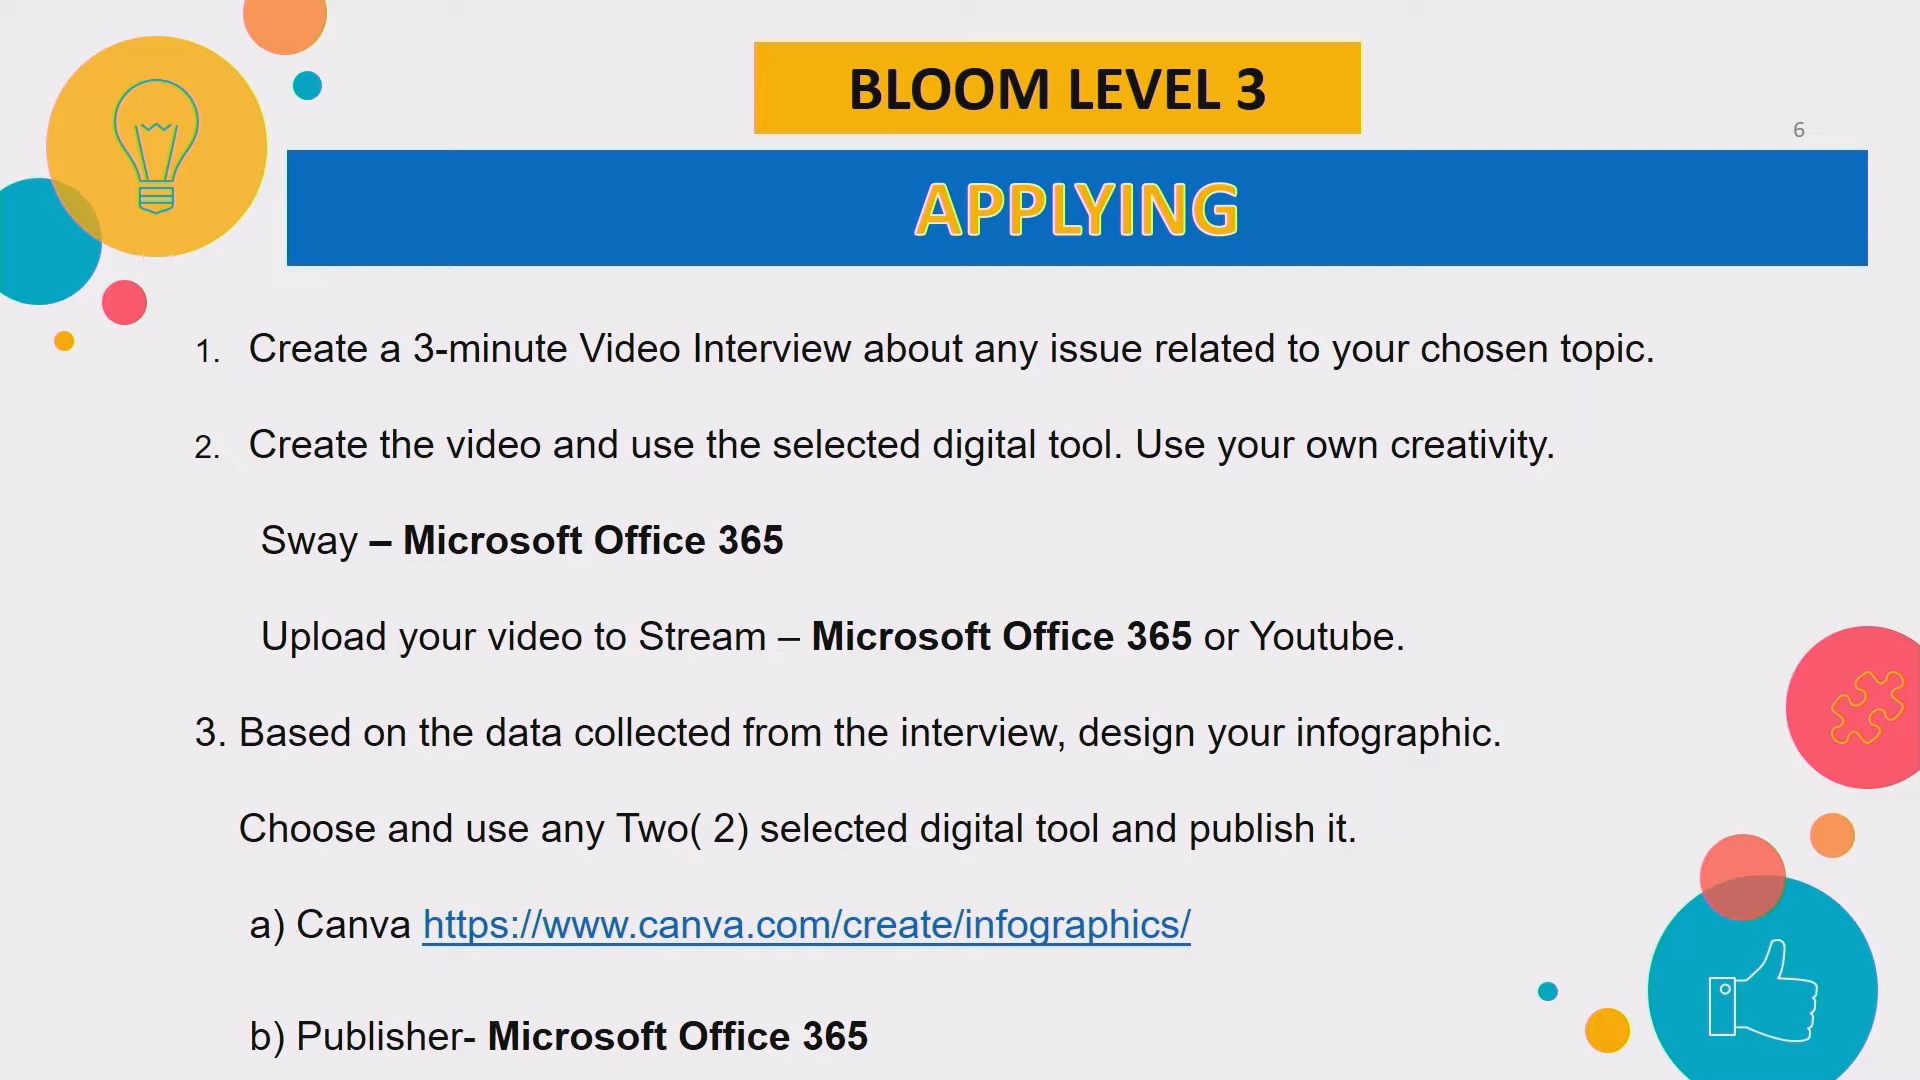 BLOOM LEVEL 3
6
APPLYING
1. Create a 3-minute Video Interview about any issue related to your chosen topic.
2. Create the video and use the selected digital tool. Use your own creativity.
Sway – Microsoft Office 365
Upload your video to Stream – Microsoft Office 365 or Youtube.
3. Based on the data collected from the interview, design your infographic.
Choose and use any Two( 2) selected digital tool and publish it.
a) Canva https://www.canva.com/create/infographics/
b) Publisher- Microsoft Office 365